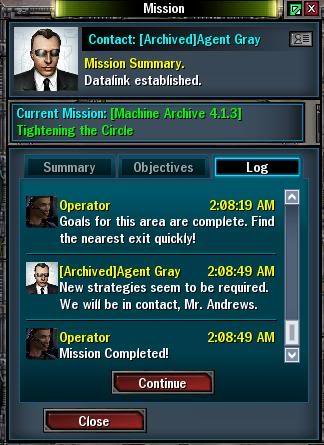 Mission
Contact: [Archived]Agent Gray
Mission Summary.
Datalink established.
Current Mission: [Machine Archive 4.1.3]
Tightening the Circle
Summary
Objectives
Log
Operator 2:08:19 AM
Goals for this area are complete. Find
the nearest exit quickly!
[Archived]Agent Gray 2:08:49 AM
New strategies seem to be required.
We will be in contact, Mr. Andrews.
Operator 2:08:49 AM
Mission Completed!
Continue
Close